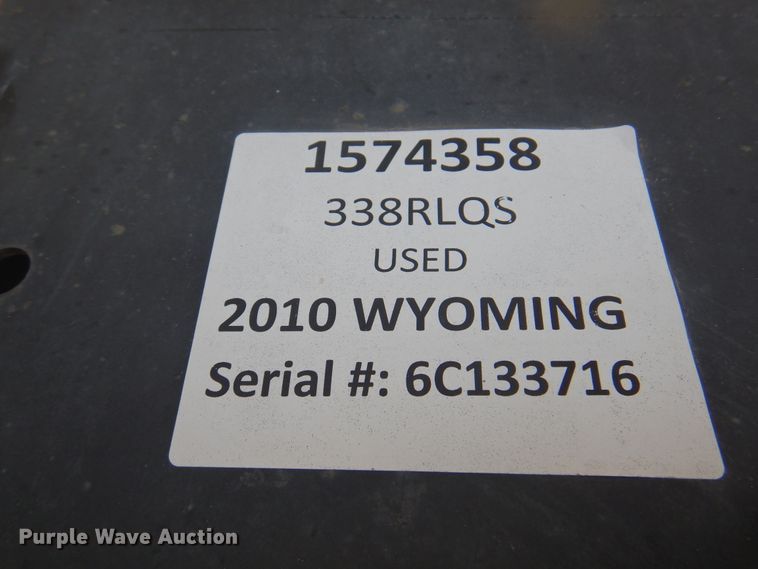 1574358
338RLQS
USED
2010 WYOMING
Serial #: 6C133716
Purple Wave Auction